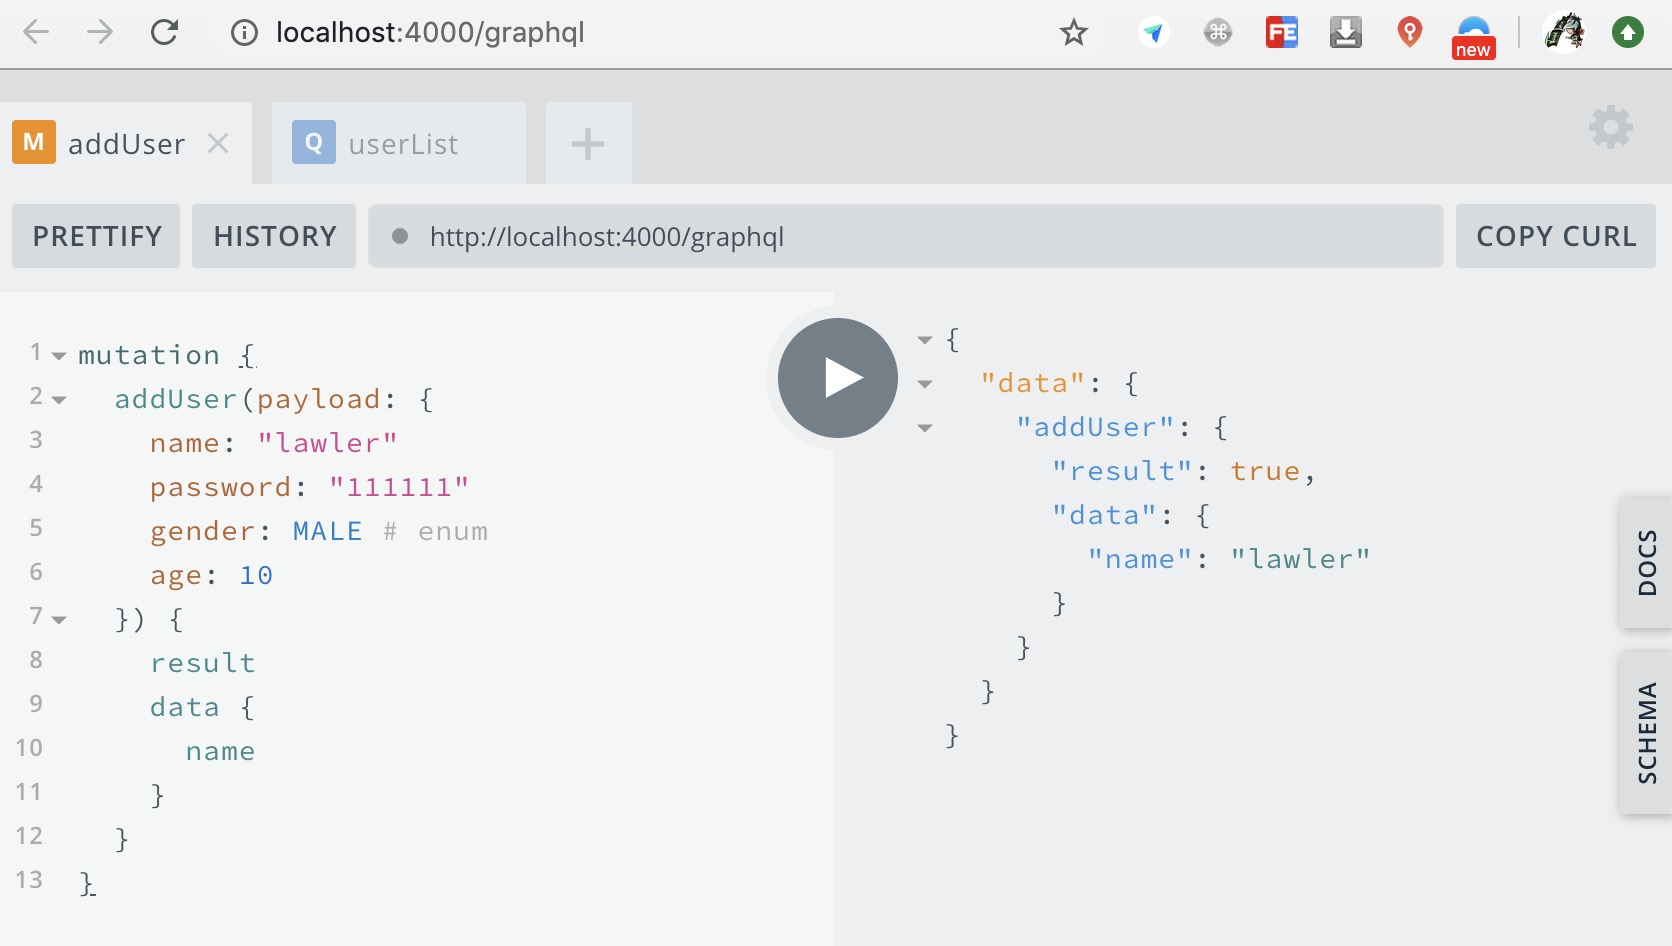 localhost:4000/graphql
FE
new
M addUser
Q userList
PRETTIFY
HISTORY
http://localhost:4000/graphql
COPY CURL
1 mutation {
2 addUser(payload: {
3 name: "lawler"
4 password: "111111"
5 gender: MALE # enum
6 age: 10
7 }) {
8 result
9 data {
10 name
11 }
12 }
13 }
{
"data": {
"addUser": {
"result": true,
"data": {
"name": "lawler"
}
}
}
}
DOCS
SCHEMA